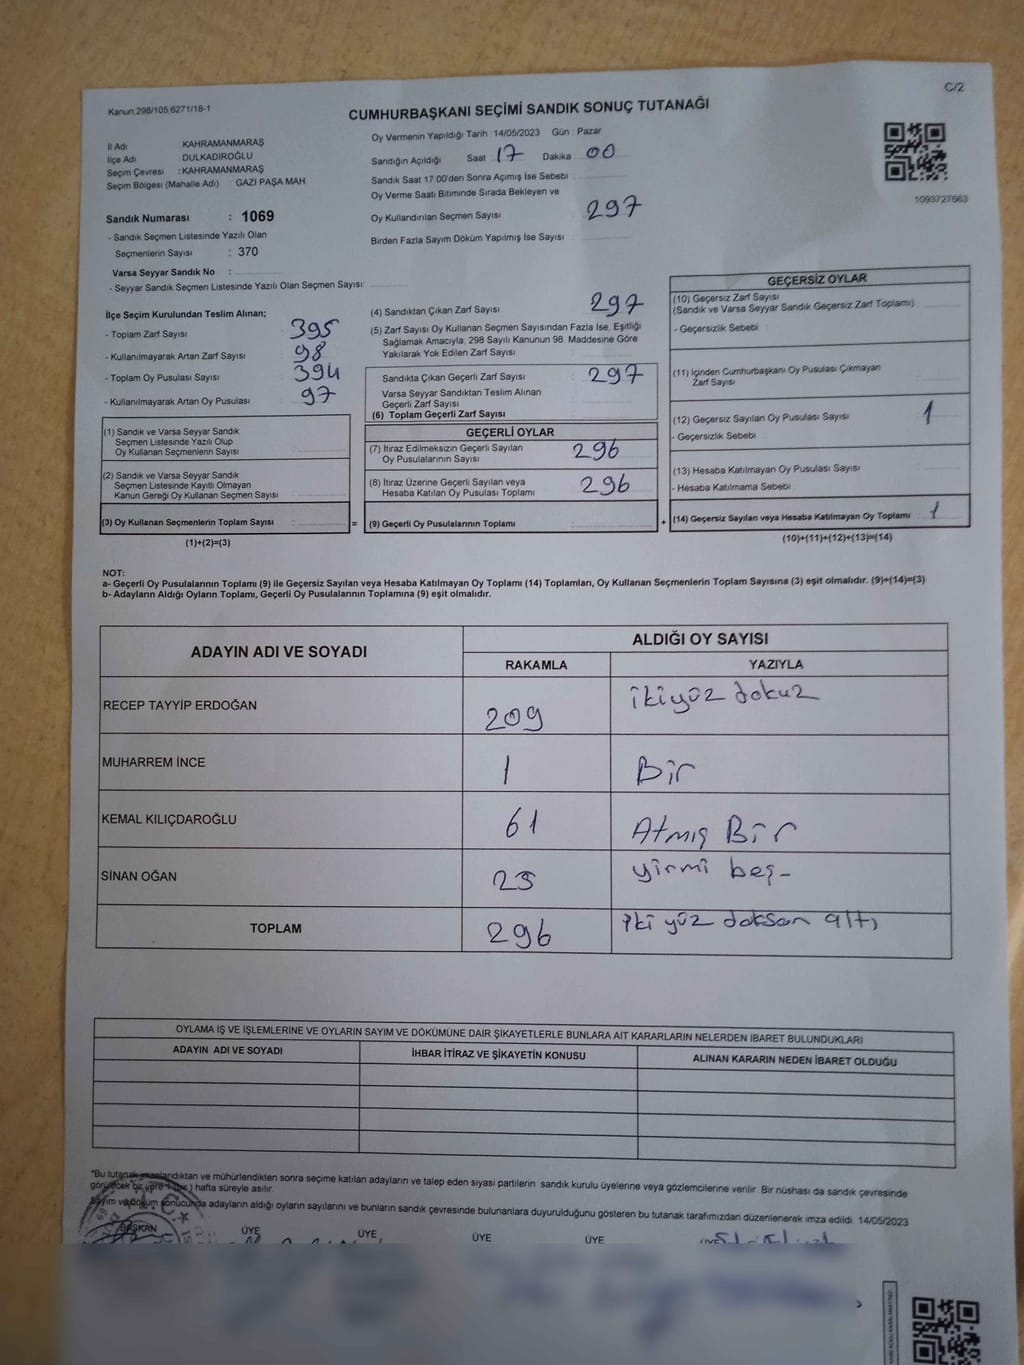 Kanun:298/105,6271/18-1
C/2
CUMHURBAŞKANI SEÇİMİ SANDIK SONUÇ TUTANAĞI
İl Adı KAHRAMANMARAŞ
İlçe Adı DULKADİROĞLU
Seçim Çevresi : KAHRAMANMARAŞ
Seçim Bölgesi (Mahalle Adı) GAZİ PAŞA MAH.
Sandık Numarası : 1069
- Sandık Seçmen Listesinde Yazılı Olan
Seçmenlerin Sayısı : 370
Varsa Seyyar Sandık No :
- Seyyar Sandık Seçmen Listesinde Yazılı Olan Seçmen Sayısı:
Oy Vermenin Yapıldığı Tarih : 14/05/2023 Gün : Pazar
Sandığın Açıldığı Saat 17 Dakika 00
Sandık Saat 17:00'den Sonra Açımış İse Sebebi
Oy Verme Saati Bitiminde Sırada Bekleyen ve
Oy Kullandırılan Seçmen Sayısı 297
Birden Fazla Sayım Döküm Yapılmış İse Sayısı
1093727663
İlçe Seçim Kurulundan Teslim Alınan;
- Toplam Zarf Sayısı 395
- Kullanılmayarak Artan Zarf Sayısı 98
- Toplam Oy Pusulası Sayısı 394
- Kullanılmayarak Artan Oy Pusulası 97
(1) Sandık ve Varsa Seyyar Sandık
Seçmen Listesinde Yazılı Olup
Oy Kullanan Seçmenlerin Sayısı
(2) Sandık ve Varsa Seyyar Sandık
Seçmen Listesinde Kayıtlı Olmayan
Kanun Gereği Oy Kullanan Seçmen Sayısı
(3) Oy Kullanan Seçmenlerin Toplam Sayısı =
(1)+(2)=(3)
(4) Sandıktan Çıkan Zarf Sayısı 297
(5) Zarf Sayısı Oy Kullanan Seçmen Sayısından Fazla İse, Eşitliği
Sağlamak Amacıyla; 298 Sayılı Kanunun 98. Maddesine Göre
Yakılarak Yok Edilen Zarf Sayısı
Sandıkta Çıkan Geçerli Zarf Sayısı 297
Varsa Seyyar Sandıktan Teslim Alınan
Geçerli Zarf Sayısı
(6) Toplam Geçerli Zarf Sayısı
GEÇERLİ OYLAR
(7) İtiraz Edilmeksizin Geçerli Sayılan
Oy Pusulalarının Sayısı 296
(8) İtiraz Üzerine Geçerli Sayılan veya
Hesaba Katılan Oy Pusulası Toplamı 296
(9) Geçerli Oy Pusulalarının Toplamı +
GEÇERSİZ OYLAR
(10) Geçersiz Zarf Sayısı
(Sandık ve Varsa Seyyar Sandık Geçersiz Zarf Toplamı)
- Geçersizlik Sebebi
(11) İçinden Cumhurbaşkanı Oy Pusulası Çıkmayan
Zarf Sayısı
(12) Geçersiz Sayılan Oy Pusulası Sayısı 1
- Geçersizlik Sebebi
(13) Hesaba Katılmayan Oy Pusulası Sayısı
- Hesaba Katılmama Sebebi
(14) Geçersiz Sayılan veya Hesaba Katılmayan Oy Toplamı 1
(10)+(11)+(12)+(13)=(14)
NOT:
a- Geçerli Oy Pusulalarının Toplamı (9) ile Geçersiz Sayılan veya Hesaba Katılmayan Oy Toplamı (14) Toplamları, Oy Kullanan Seçmenlerin Toplam Sayısına (3) eşit olmalıdır. (9)+(14)=(3)
b- Adayların Aldığı Oyların Toplamı, Geçerli Oy Pusulalarının Toplamına (9) eşit olmalıdır.
ADAYIN ADI VE SOYADI ALDIĞI OY SAYISI
RAKAMLA YAZIYLA
RECEP TAYYİP ERDOĞAN 209 ikiyüz dokuz
MUHARREM İNCE 1 Bir
KEMAL KILIÇDAROĞLU 61 Atmış Bir
SİNAN OĞAN 25 yirmi beş-
TOPLAM 296 iki yüz doksan altı
OYLAMA İŞ VE İŞLEMLERİNE VE OYLARIN SAYIM VE DÖKÜMÜNE DAİR ŞİKAYETLERLE BUNLARA AİT KARARLARIN NELERDEN İBARET BULUNDUKLARI
ADAYIN ADI VE SOYADI İHBAR İTİRAZ VE ŞİKAYETİN KONUSU ALINAN KARARIN NEDEN İBARET OLDUĞU
"Bu tutanak imzalandıktan ve mühürlendikten sonra seçime katılan adayların ve talep eden siyasi partilerin sandık kurulu üyelerine veya gözlemcilerine verilir. Bir nüshası da sandık çevresinde
görülecek bir yere 1 (bir) hafta süreyle asılır.
Sayım ve döküm sonucunda adayların aldığı oyların sayılarını ve bunların sandık çevresinde bulunanlara duyurulduğunu gösteren bu tutanak tarafımızdan düzenlenerek imza edildi. 14/05/2023
BAŞKAN ÜYE ÜYE ÜYE ÜYE ÜYE